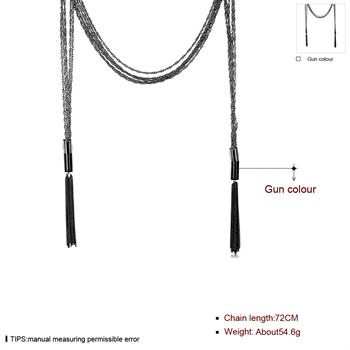 Gun colour
Gun colour
Chain length:72CM
Weight: About54.6g
TIPS:manual measuring permissible error